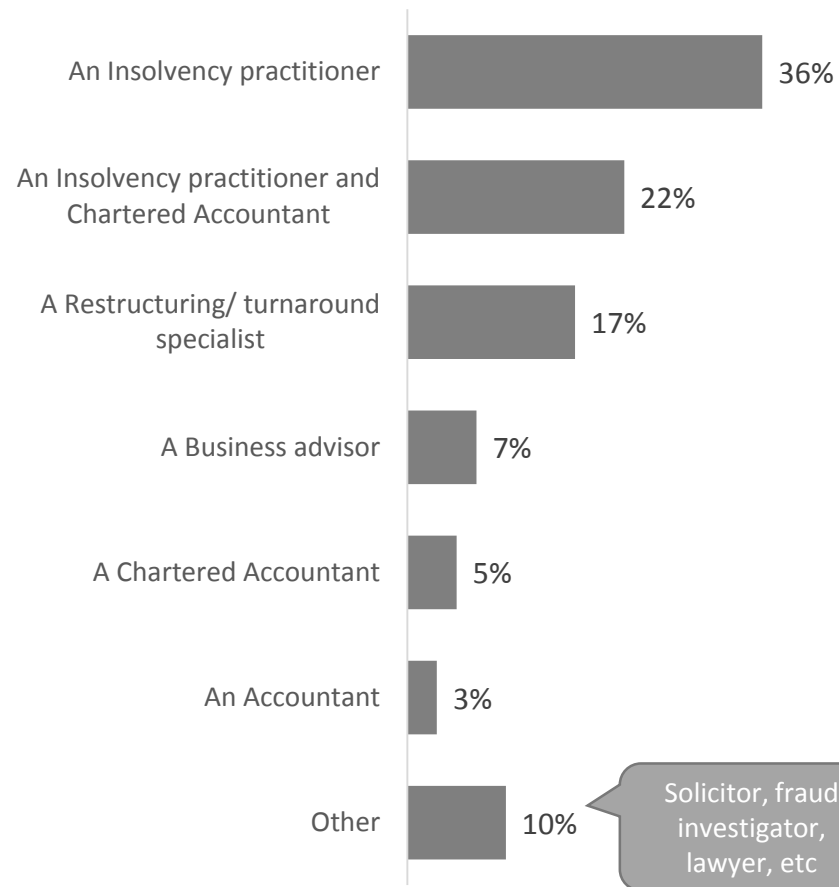 An Insolvency practitioner
36%
An Insolvency practitioner and
Chartered Accountant
22%
A Restructuring/ turnaround
specialist
17%
A Business advisor
7%
A Chartered Accountant
5%
An Accountant
3%
Other
10%
Solicitor, fraud
investigator,
lawyer, etc